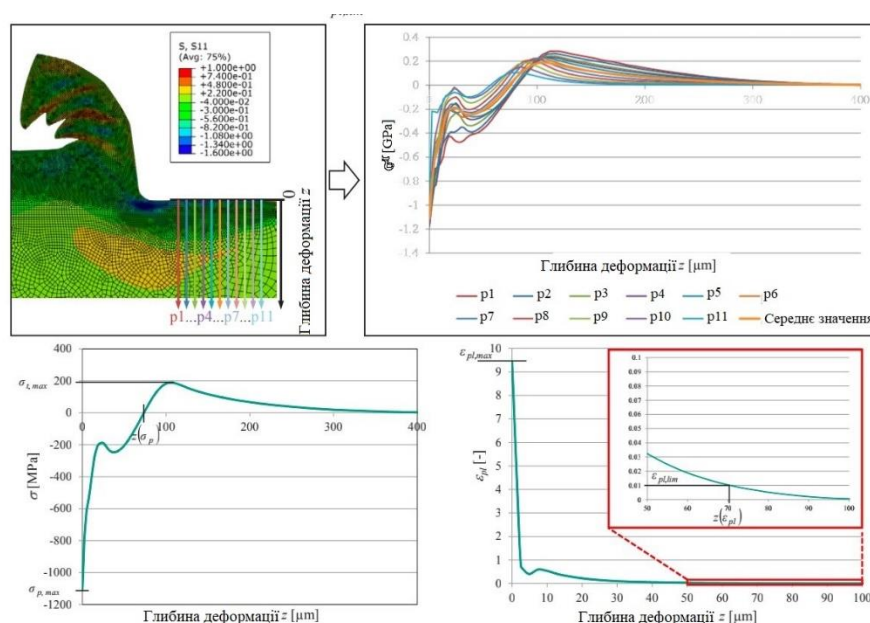 S, S11
(Avg: 75%)
+1.000e+00
+7.400e-01
+4.800e-01
+2.200e-01
-4.000e-02
-3.000e-01
-5.600e-01
-8.200e-01
-1.080e+00
-1.340e+00
-1.600e+00
0
Глибина деформації z
p1...p4...p7...p11
0.4
0.2
0
-0.2
-0.4
-0.6
-0.8
-1
-1.2
-1.4
[GPa]
100
200
300
400
Глибина деформації z [μm]
p1 p2 p3 p4 p5 p6
p7 p8 p9 p10 p11 Середнє значення
400
200
0
-200
-400
-600
-800
-1000
-1200
σ [MPa]
z(σp)
σp,max
0 100 200 300 400
Глибина деформації z [μm]
εpl,max
10
9
8
7
6
5
4
3
2
1
0
εpl [-]
0 10 20 30 40 50 60 70 80 90 100
Глибина деформації z [μm]
0.1
0.09
0.08
0.07
0.06
0.05
0.04
0.03
0.02
0.01
0
εpl,lim
50 60 70 80 90 100
z(εpl)